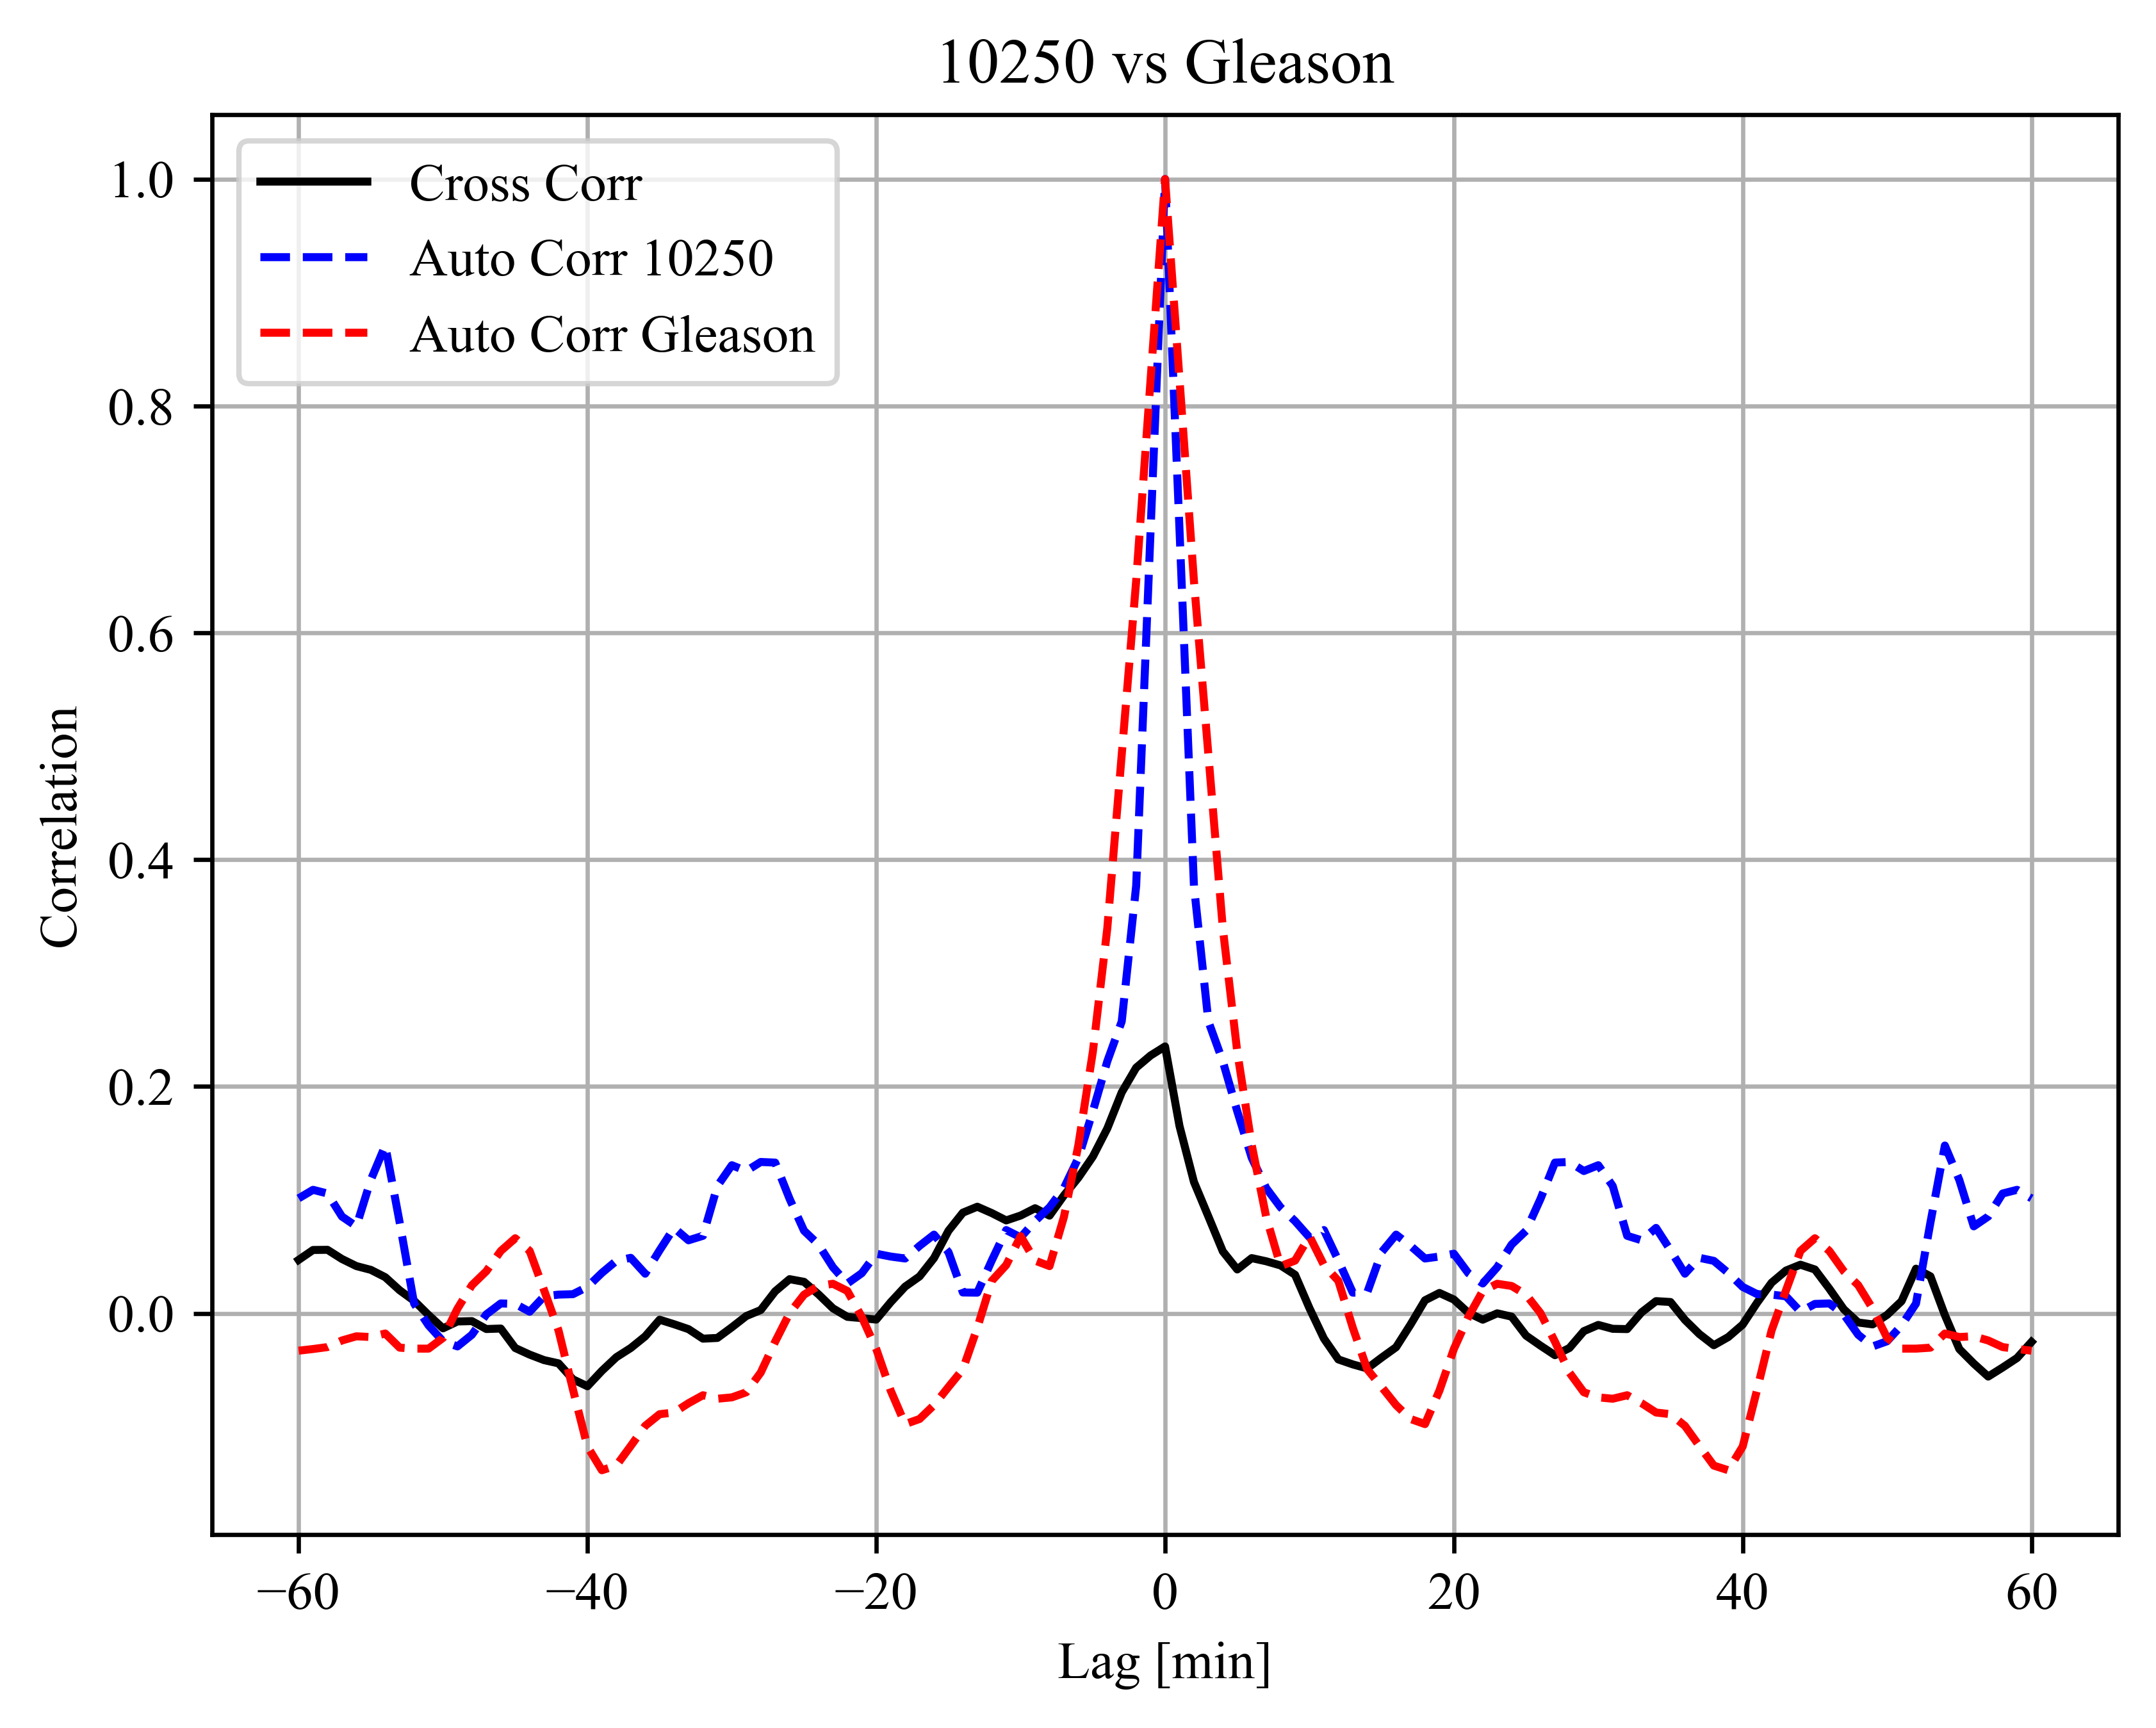 10250 vs Gleason
Cross Corr
Auto Corr 10250
Auto Corr Gleason
1.0
0.8
0.6
0.4
0.2
0.0
Correlation
−60
−40
−20
0
20
40
60
Lag [min]